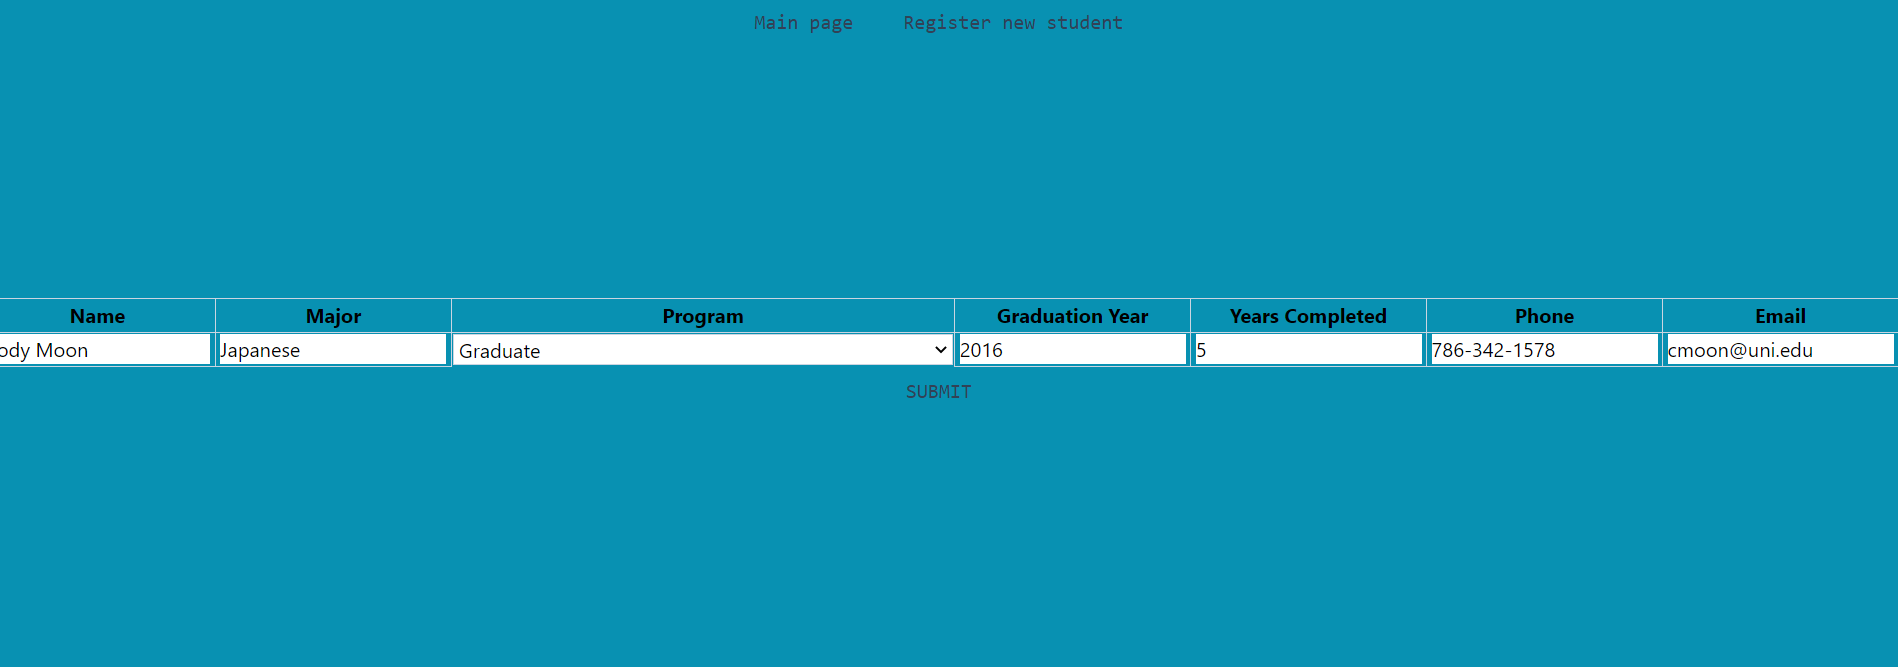 Main page Register new student
Name Major Program Graduation Year Years Completed Phone Email
ody Moon Japanese Graduate 2016 5 786-342-1578 cmoon@uni.edu
SUBMIT